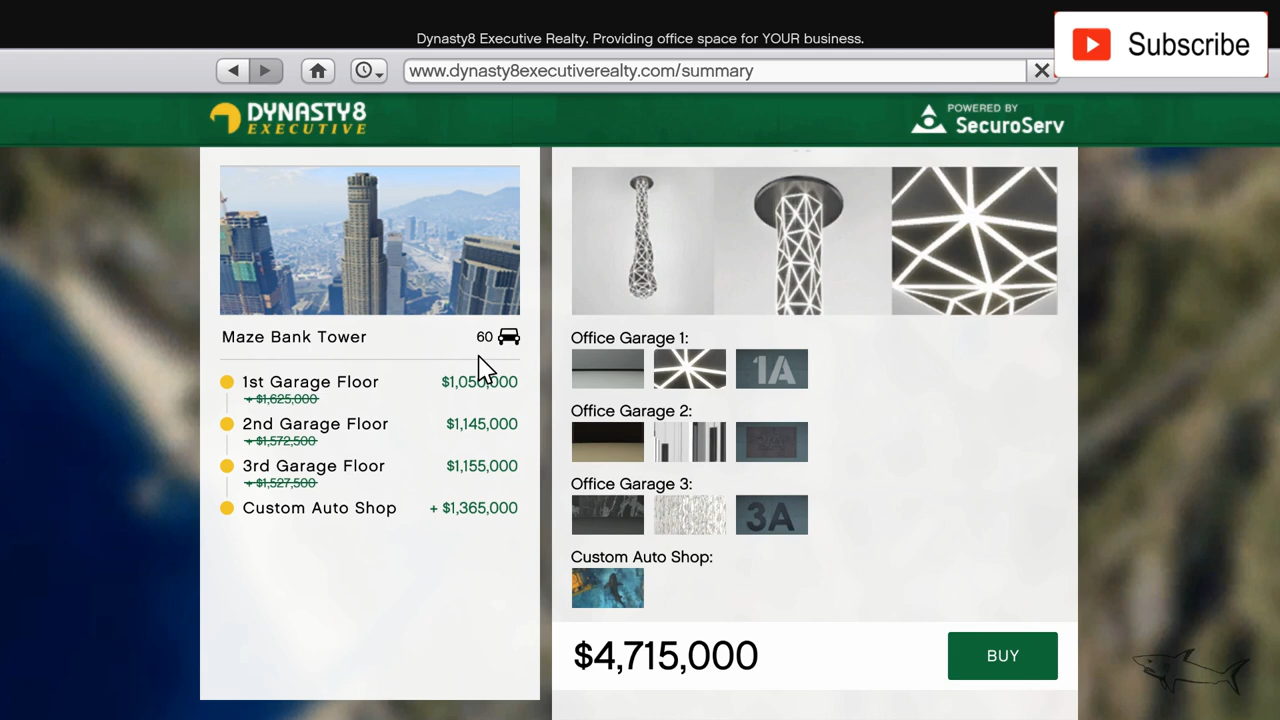 Dynasty8 Executive Realty. Providing office space for YOUR business.
Subscribe
www.dynasty8executiverealty.com/summary
DYNASTY8
EXECUTIVE
POWERED BY
SecuroServ
Maze Bank Tower 60
1st Garage Floor $1,050,000
+ $1,625,000
2nd Garage Floor $1,145,000
+ $1,572,500
3rd Garage Floor $1,155,000
+ $1,527,500
Custom Auto Shop + $1,365,000
Office Garage 1:
1A
Office Garage 2:
Office Garage 3:
3A
Custom Auto Shop:
$4,715,000
BUY